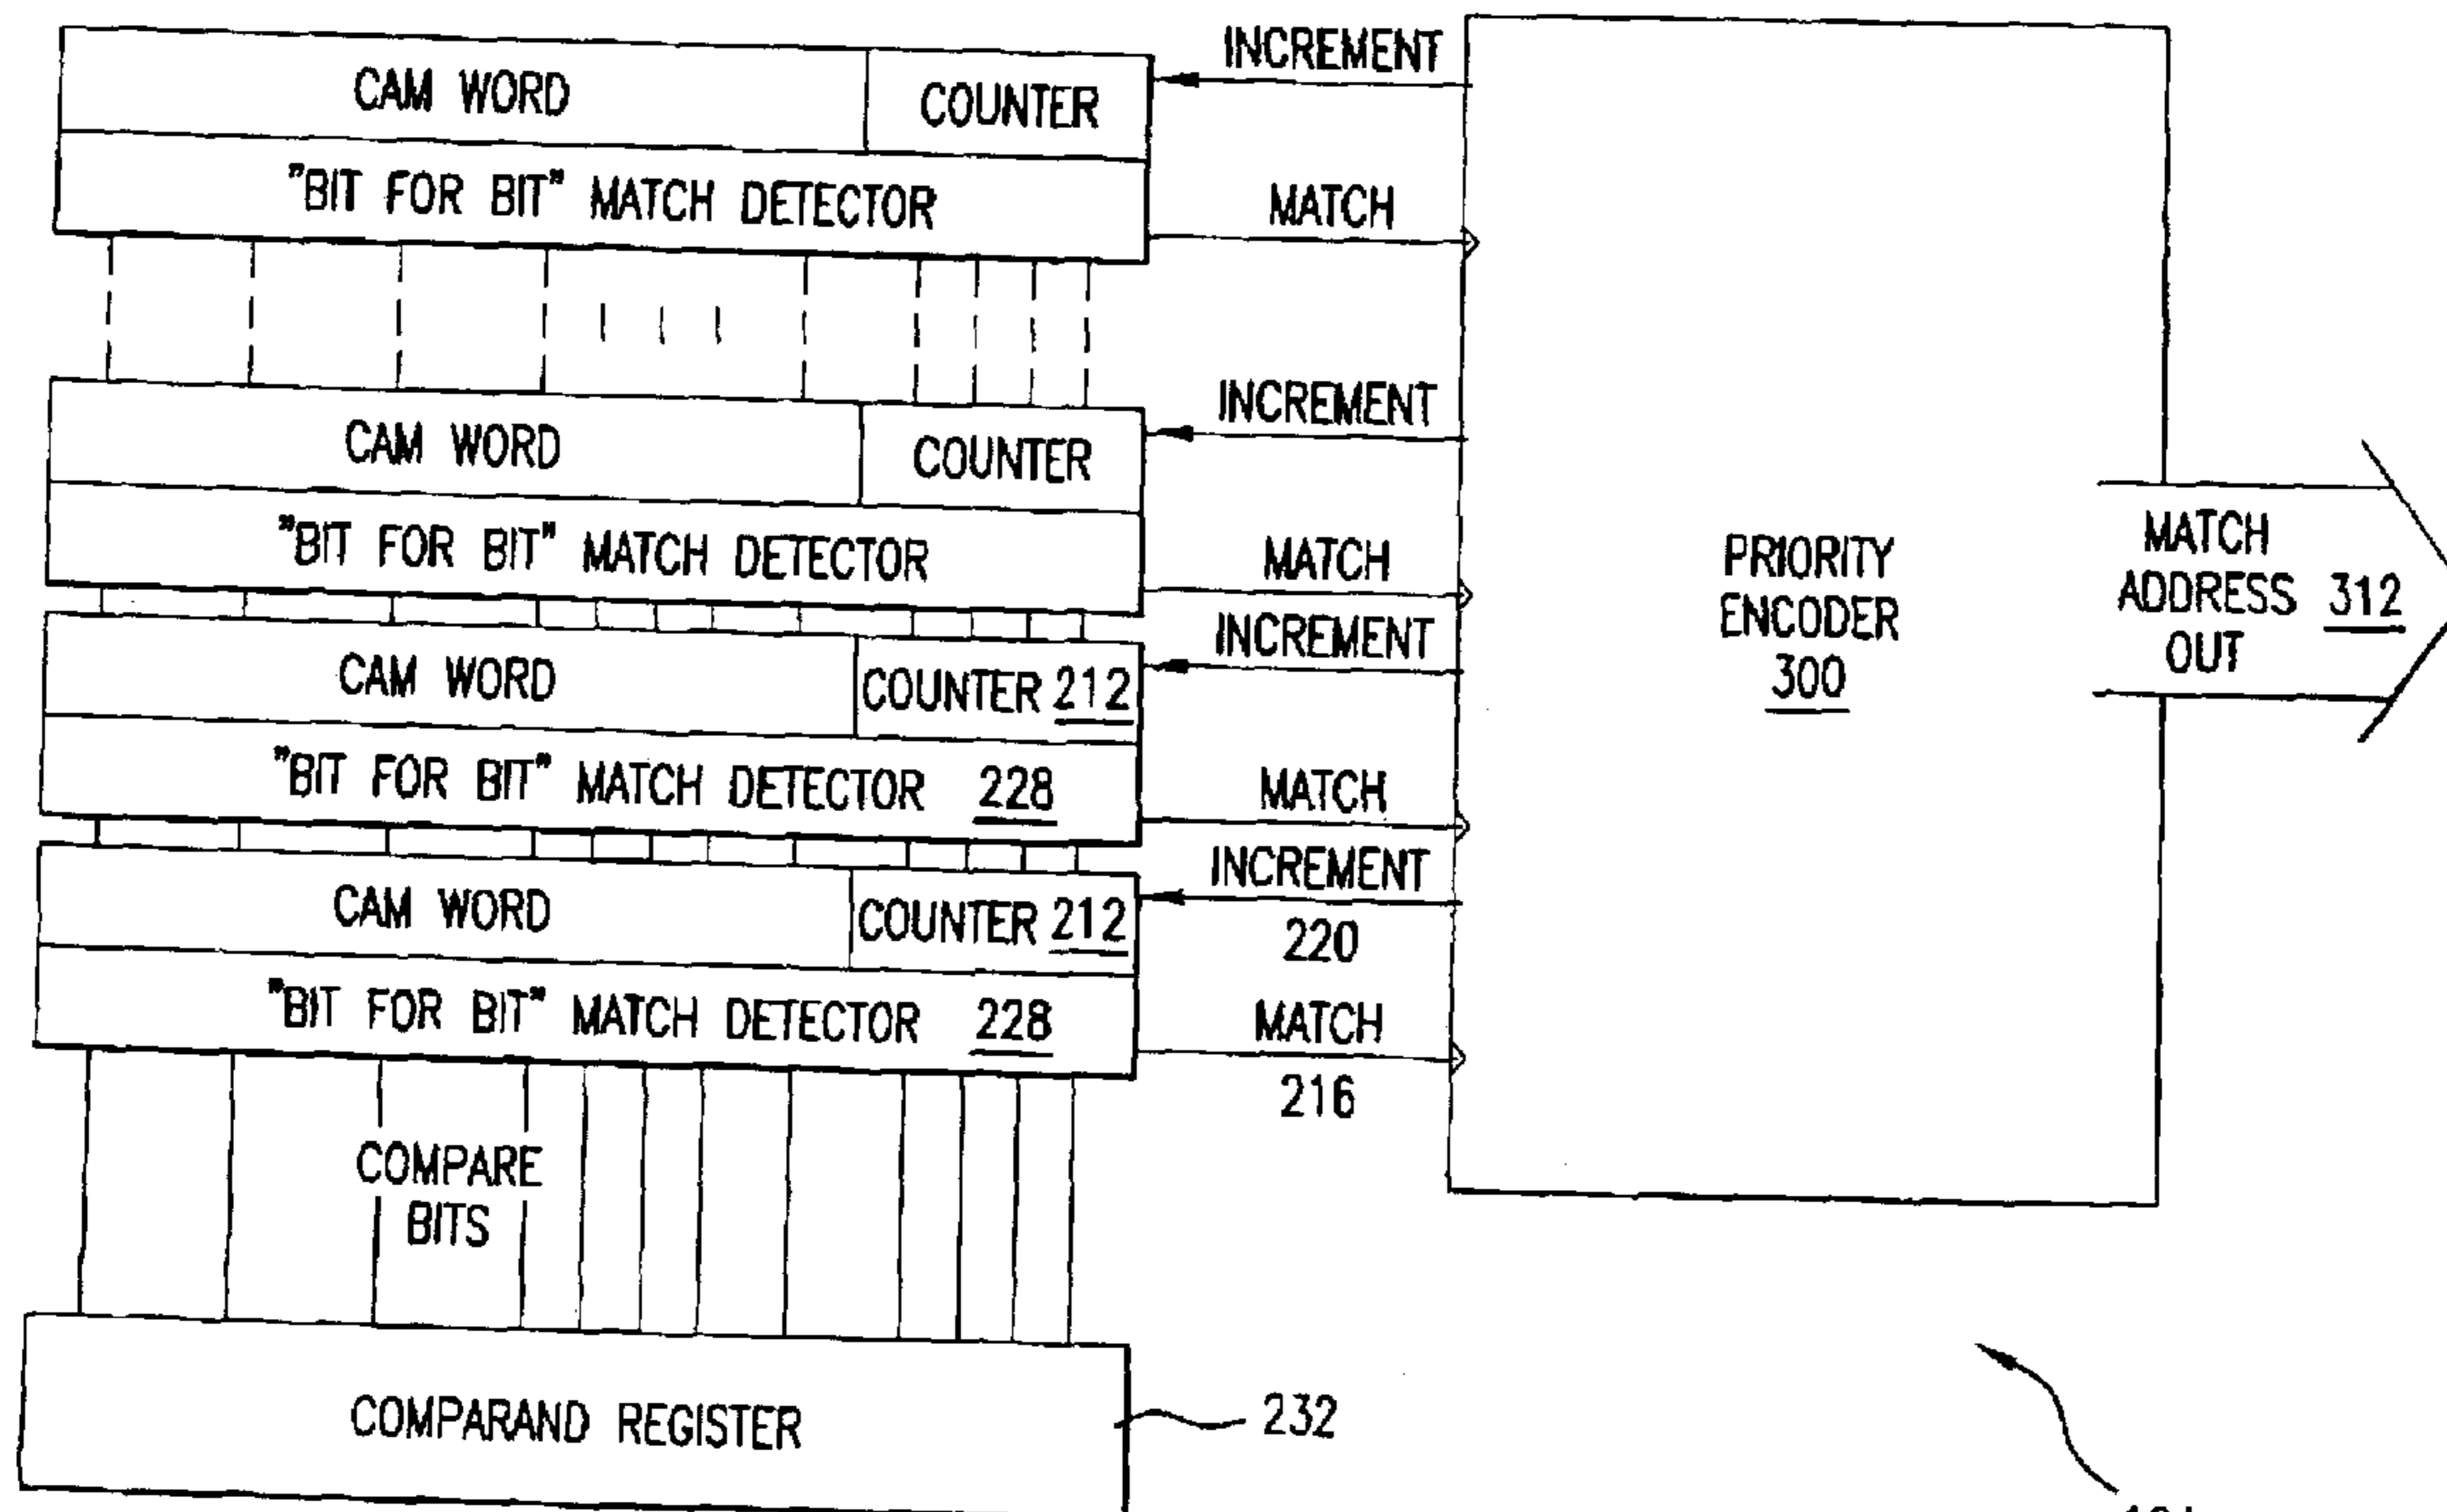 CAM WORD COUNTER
INCREMENT
"BIT FOR BIT" MATCH DETECTOR
MATCH
CAM WORD COUNTER
INCREMENT
"BIT FOR BIT" MATCH DETECTOR
MATCH
CAM WORD COUNTER 212
INCREMENT
"BIT FOR BIT" MATCH DETECTOR 228
MATCH
CAM WORD COUNTER 212
INCREMENT
220
"BIT FOR BIT" MATCH DETECTOR 228
MATCH
216
COMPARE
BITS
COMPARAND REGISTER
232
PRIORITY
ENCODER
300
MATCH
ADDRESS 312
OUT